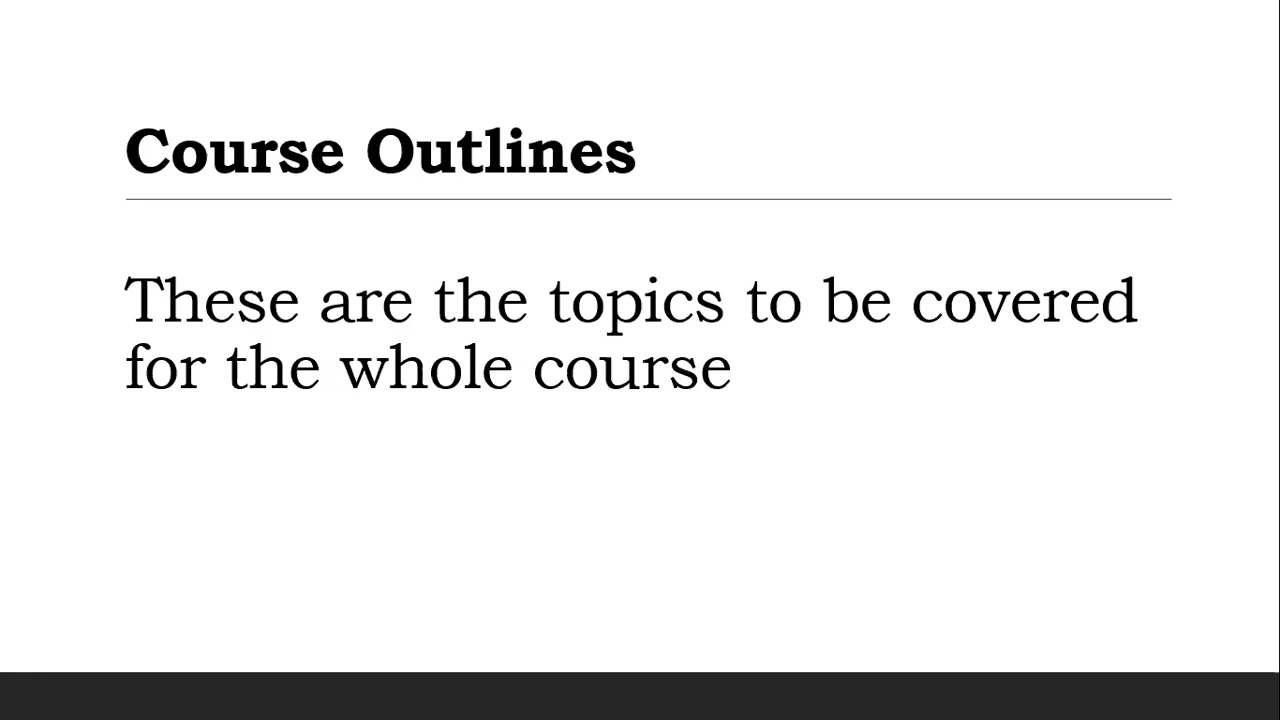 Course Outlines
These are the topics to be covered
for the whole course